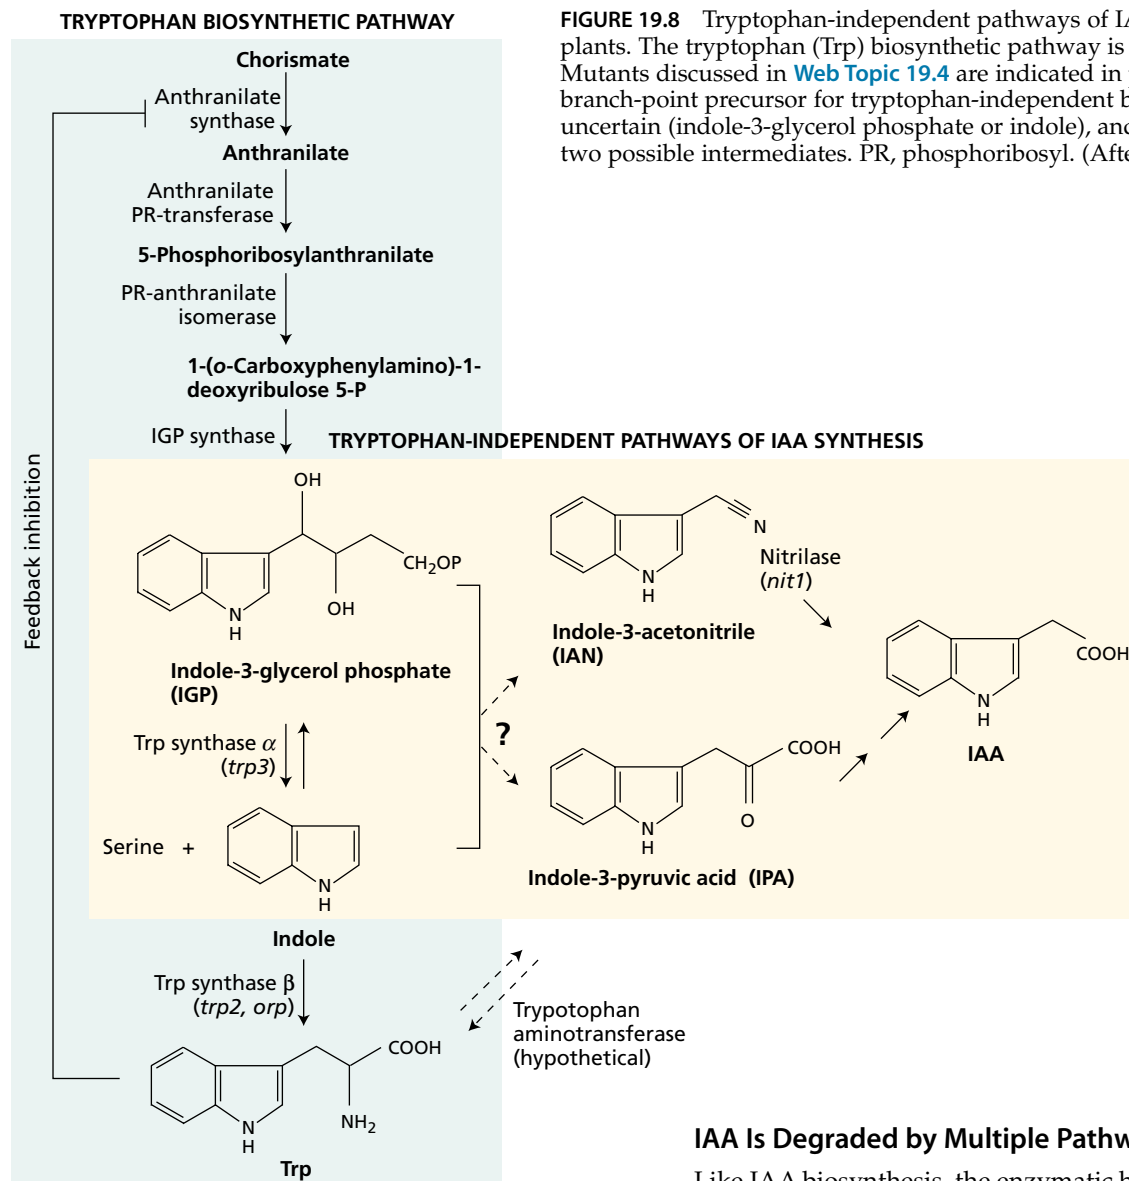 TRYPTOPHAN BIOSYNTHETIC PATHWAY
FIGURE 19.8 Tryptophan-independent pathways of IA
plants. The tryptophan (Trp) biosynthetic pathway is
Mutants discussed in Web Topic 19.4 are indicated in
branch-point precursor for tryptophan-independent b
uncertain (indole-3-glycerol phosphate or indole), and
two possible intermediates. PR, phosphoribosyl. (Afte
Chorismate
Anthranilate
synthase
Anthranilate
Anthranilate
PR-transferase
5-Phosphoribosylanthranilate
PR-anthranilate
isomerase
1-(o-Carboxyphenylamino)-1-
deoxyribulose 5-P
IGP synthase
Feedback inhibition
TRYPTOPHAN-INDEPENDENT PATHWAYS OF IAA SYNTHESIS
OH
CH2OP
OH
N
H
Indole-3-glycerol phosphate
(IGP)
Trp synthase α
(trp3)
Serine +
N
H
?
N
N
H
Nitrilase
(nit1)
Indole-3-acetonitrile
(IAN)
COOH
O
N
H
Indole-3-pyruvic acid (IPA)
COOH
N
H
IAA
Indole
Trp synthase β
(trp2, orp)
Trypotophan
aminotransferase
(hypothetical)
COOH
NH2
N
H
Trp
IAA Is Degraded by Multiple Pathw
Like IAA biosynthesis, the enzymatic b